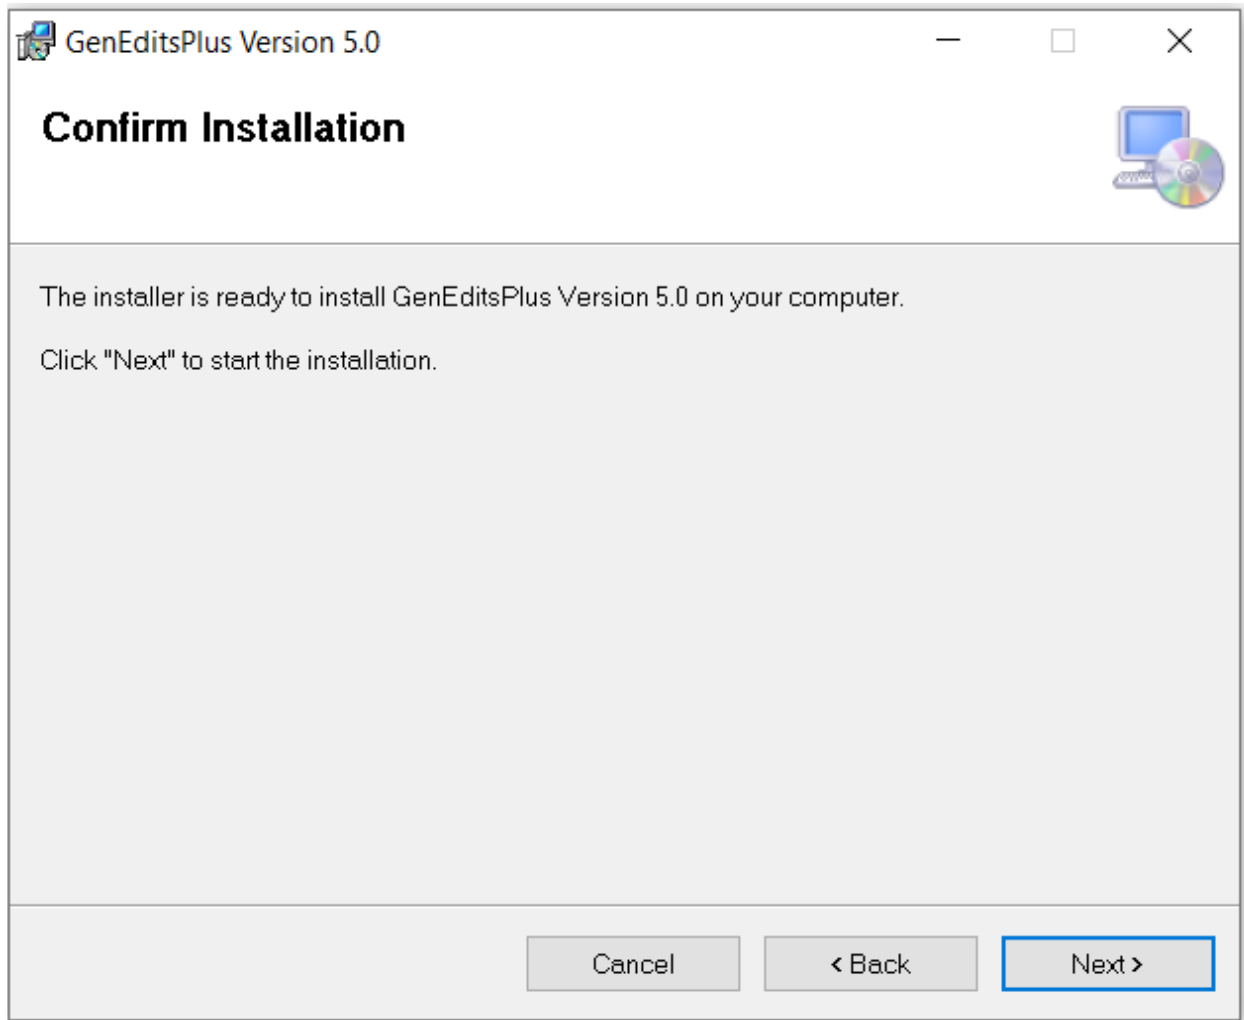 GenEditsPlus Version 5.0
Confirm Installation
The installer is ready to install GenEditsPlus Version 5.0 on your computer.
Click "Next" to start the installation.
Cancel
< Back
Next >